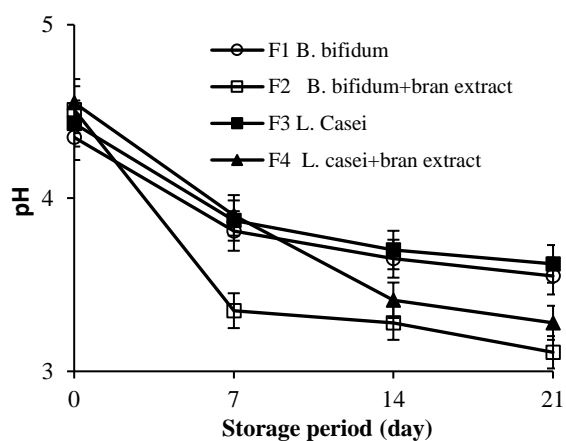 5
F1 B. bifidum
F2 B. bifidum+bran extract
F3 L. Casei
F4 L. casei+bran extract
pH
4
3
0 7 14 21
Storage period (day)